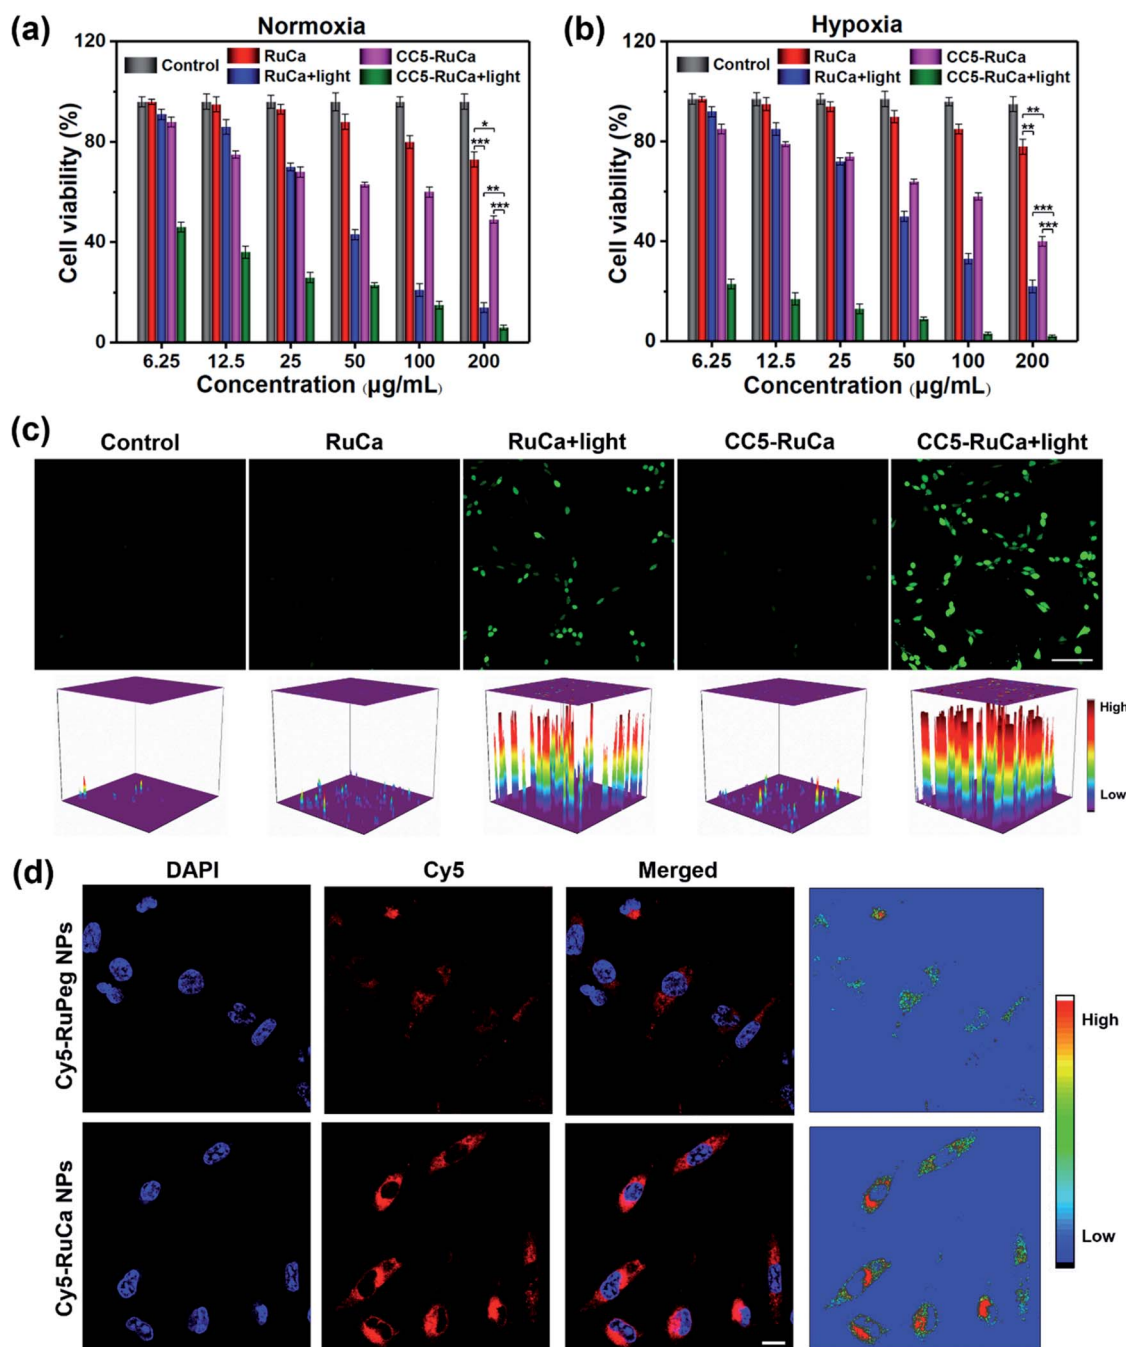 (a)
Normoxia
120
80
40
0
Cell viability (%)
Control
RuCa
RuCa+light
CC5-RuCa
CC5-RuCa+light
*
***
**
***
6.25 12.5 25 50 100 200
Concentration (µg/mL)
(b)
Hypoxia
120
80
40
0
Cell viability (%)
Control
RuCa
RuCa+light
CC5-RuCa
CC5-RuCa+light
**
**
***
***
6.25 12.5 25 50 100 200
Concentration (µg/mL)
(c)
Control RuCa RuCa+light CC5-RuCa CC5-RuCa+light
High
Low
(d)
DAPI Cy5 Merged
Cy5-RuPeg NPs
Cy5-RuCa NPs
High
Low